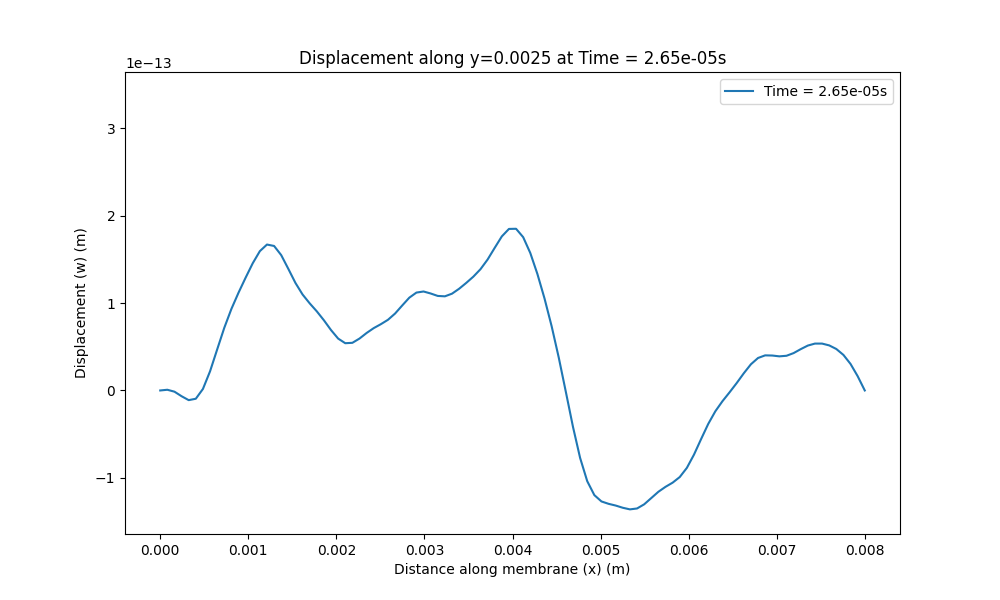 Displacement along y=0.0025 at Time = 2.65e-05s
1e−13
Time = 2.65e-05s
3
2
1
0
−1
Displacement (w) (m)
0.000 0.001 0.002 0.003 0.004 0.005 0.006 0.007 0.008
Distance along membrane (x) (m)